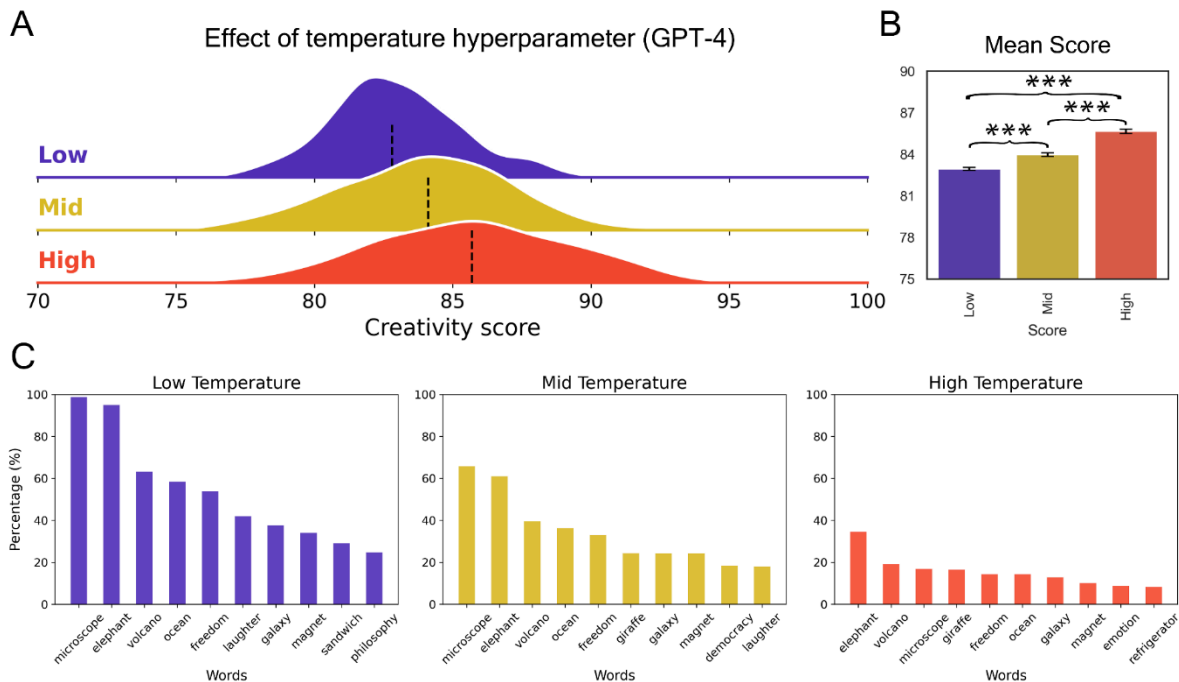 A
Effect of temperature hyperparameter (GPT-4)
Low
Mid
High
70 75 80 85 90 95 100
Creativity score
B
Mean Score
90
87
84
81
78
75
***
***
***
Low Mid High
Score
C
Low Temperature
Percentage (%)
100
80
60
40
20
0
microscope elephant volcano ocean freedom laughter galaxy magnet sandwich philosophy
Words
Mid Temperature
100
80
60
40
20
0
microscope elephant volcano ocean freedom giraffe galaxy magnet democracy laughter
Words
High Temperature
100
80
60
40
20
0
elephant volcano microscope giraffe freedom ocean galaxy magnet emotion refrigerator
Words